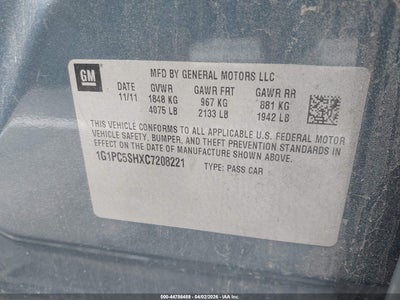 GM
MFD BY GENERAL MOTORS LLC
DATE GVWR GAWR FRT GAWR RR
11/11 1848 KG 967 KG 881 KG
4075 LB 2133 LB 1942 LB
THIS VEHICLE CONFORMS TO ALL APPLICABLE U.S. FEDERAL MOTOR
VEHICLE SAFETY, BUMPER, AND THEFT PREVENTION STANDARDS
IN EFFECT ON THE DATE OF MANUFACTURE SHOWN ABOVE.
1G1PC5SHXC7208221
TYPE: PASS CAR
000-44786489 - 04/02/2026 - IAAI.COM